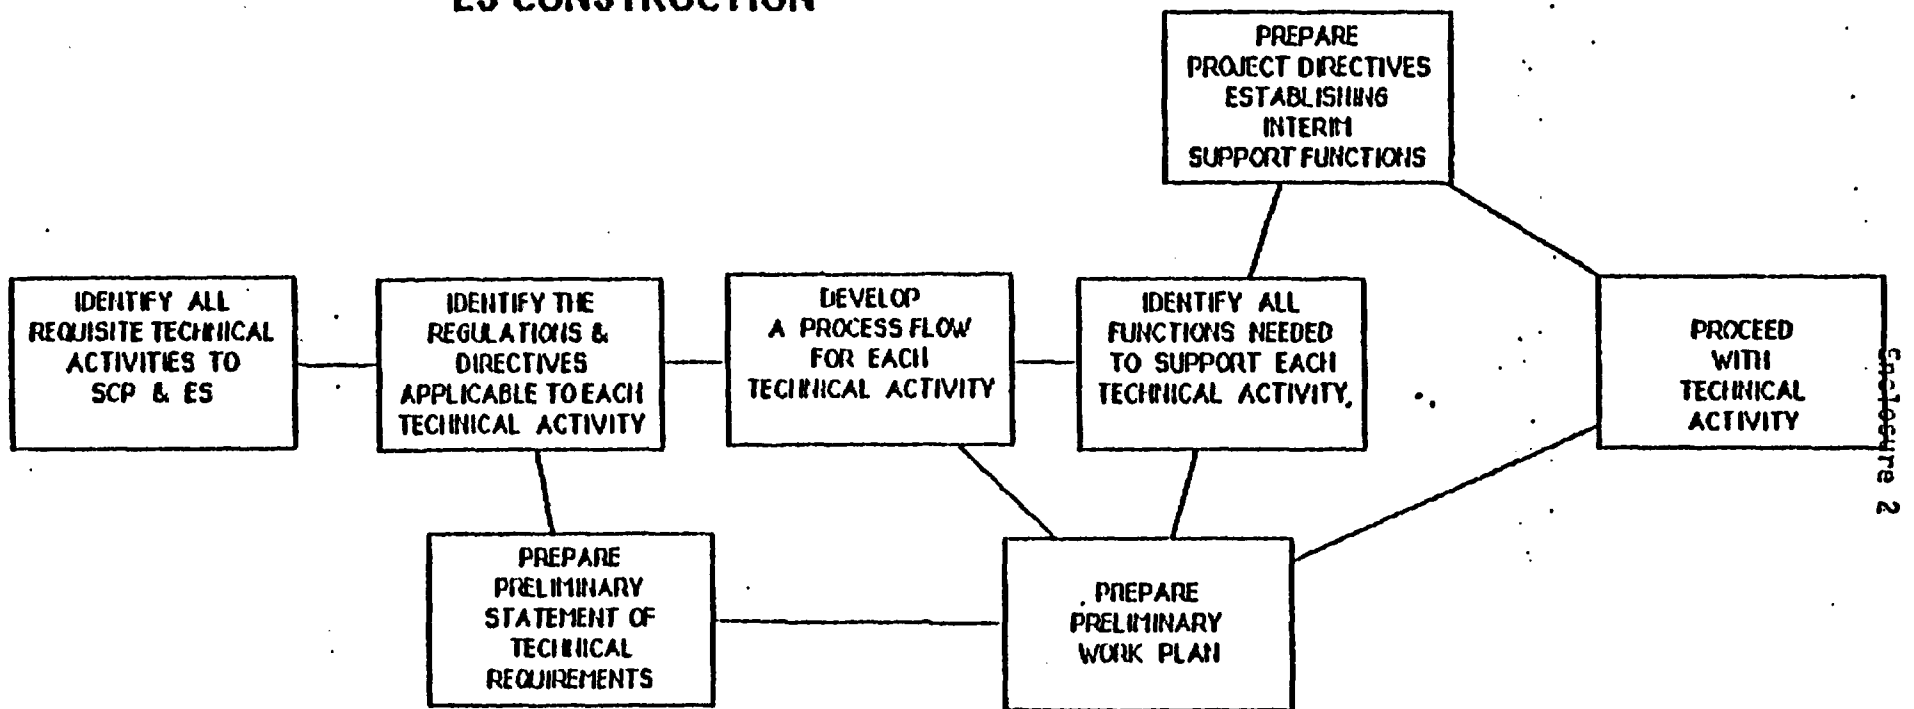 ES CONSTRUCTION
PREPARE
PROJECT DIRECTIVES
ESTABLISHING
INTERIM
SUPPORT FUNCTIONS
IDENTIFY ALL
REQUISITE TECHNICAL
ACTIVITIES TO
SCP & ES
IDENTIFY THE
REGULATIONS &
DIRECTIVES
APPLICABLE TO EACH
TECHNICAL ACTIVITY
DEVELOP
A PROCESS FLOW
FOR EACH
TECHNICAL ACTIVITY
IDENTIFY ALL
FUNCTIONS NEEDED
TO SUPPORT EACH
TECHNICAL ACTIVITY.
PROCEED
WITH
TECHNICAL
ACTIVITY
Enclosure 2
PREPARE
PRELIMINARY
STATEMENT OF
TECHNICAL
REQUIREMENTS
PREPARE
PRELIMINARY
WORK PLAN